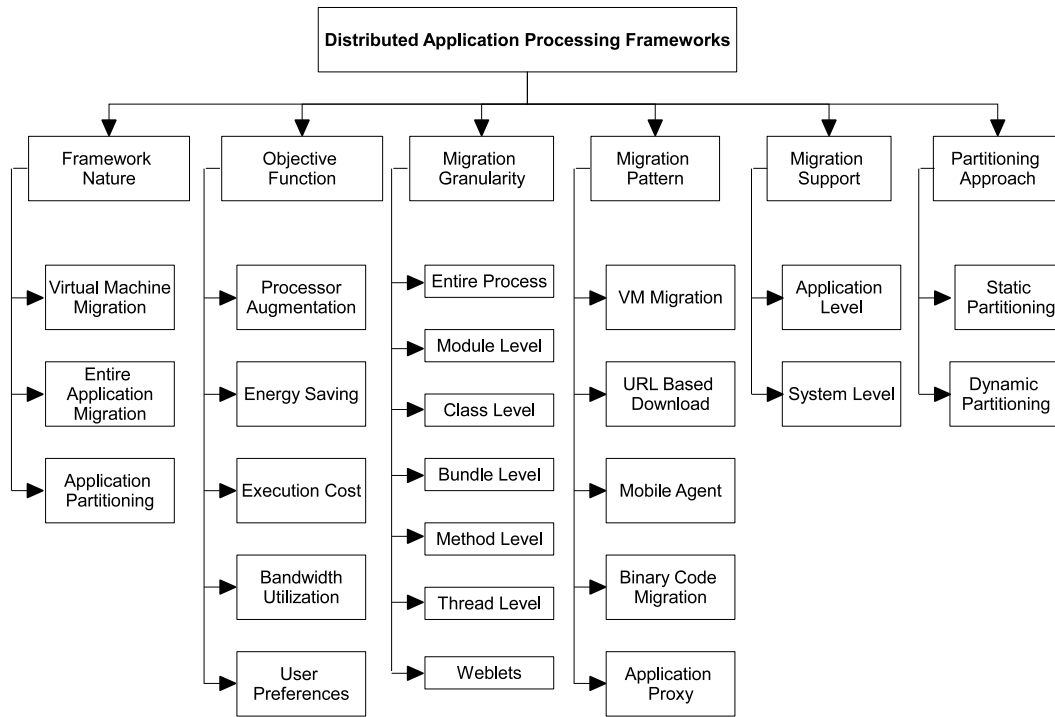 Distributed Application Processing Frameworks
Framework
Nature
Objective
Function
Migration
Granularity
Migration
Pattern
Migration
Support
Partitioning
Approach
Virtual Machine
Migration
Entire
Application
Migration
Application
Partitioning
Processor
Augmentation
Energy Saving
Execution Cost
Bandwidth
Utilization
User
Preferences
Entire Process
Module Level
Class Level
Bundle Level
Method Level
Thread Level
Weblets
VM Migration
URL Based
Download
Mobile Agent
Binary Code
Migration
Application
Proxy
Application
Level
System Level
Static
Partitioning
Dynamic
Partitioning